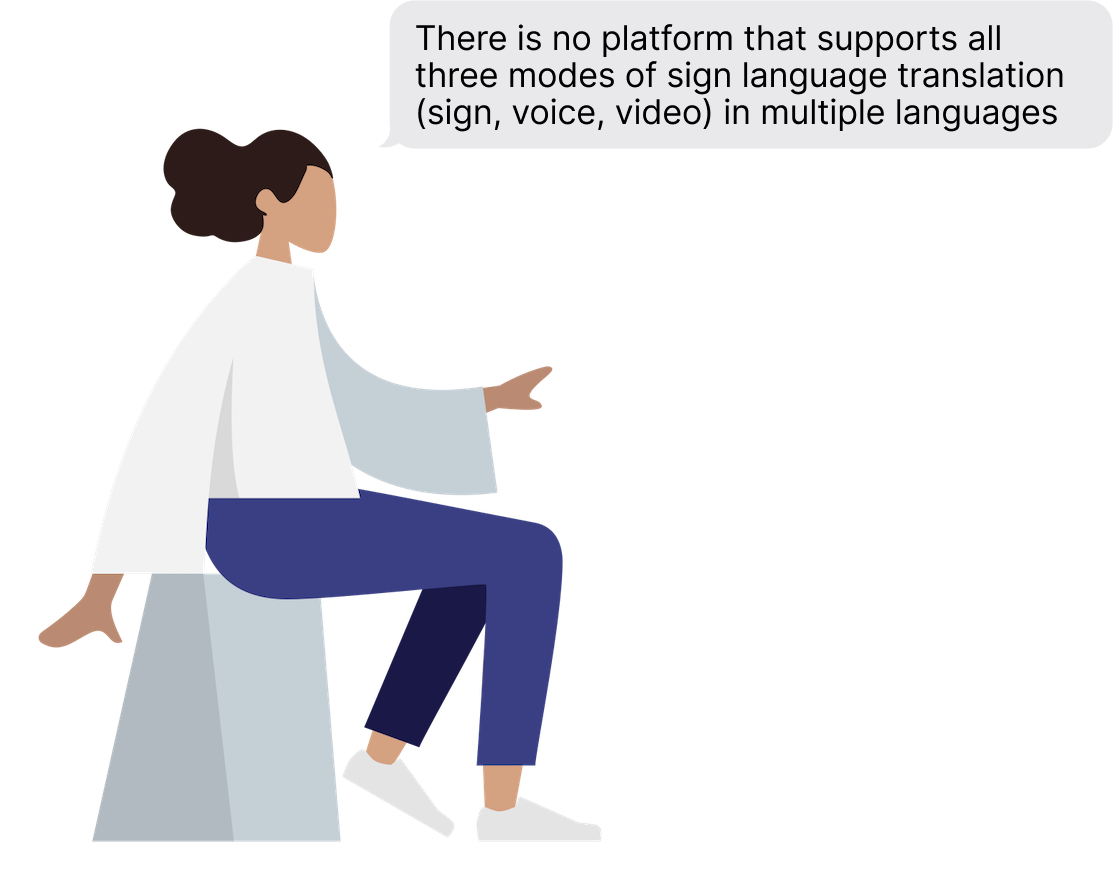 There is no platform that supports all
three modes of sign language translation
(sign, voice, video) in multiple languages